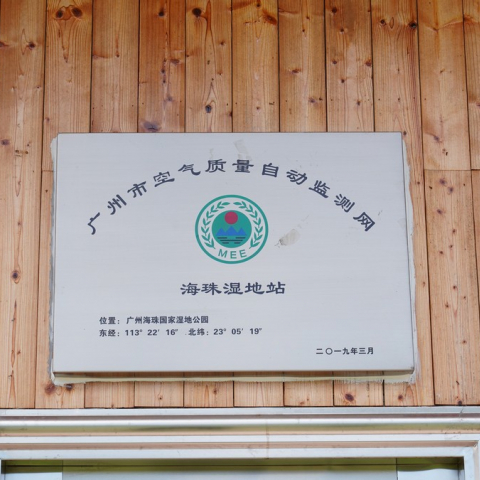 广州市空气质量自动监测网
MEE
海珠湿地站
位置：广州海珠国家湿地公园
东经：113° 22′ 16″ 北纬：23° 05′ 19″
二〇一九年三月